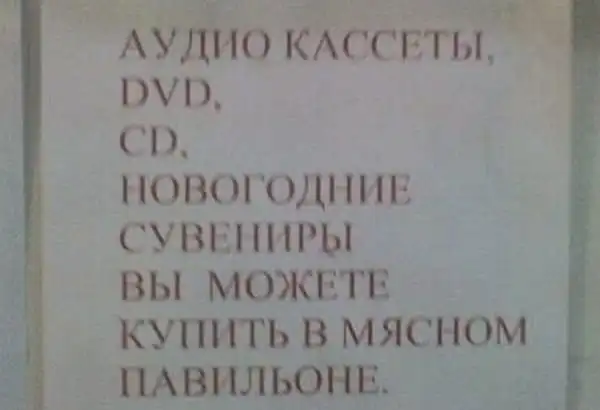 АУДИО КАССЕТЫ,
DVD,
CD,
НОВОГОДНИЕ
СУВЕНИРЫ
ВЫ МОЖЕТЕ
КУПИТЬ В МЯСНОМ
ПАВИЛЬОНЕ.